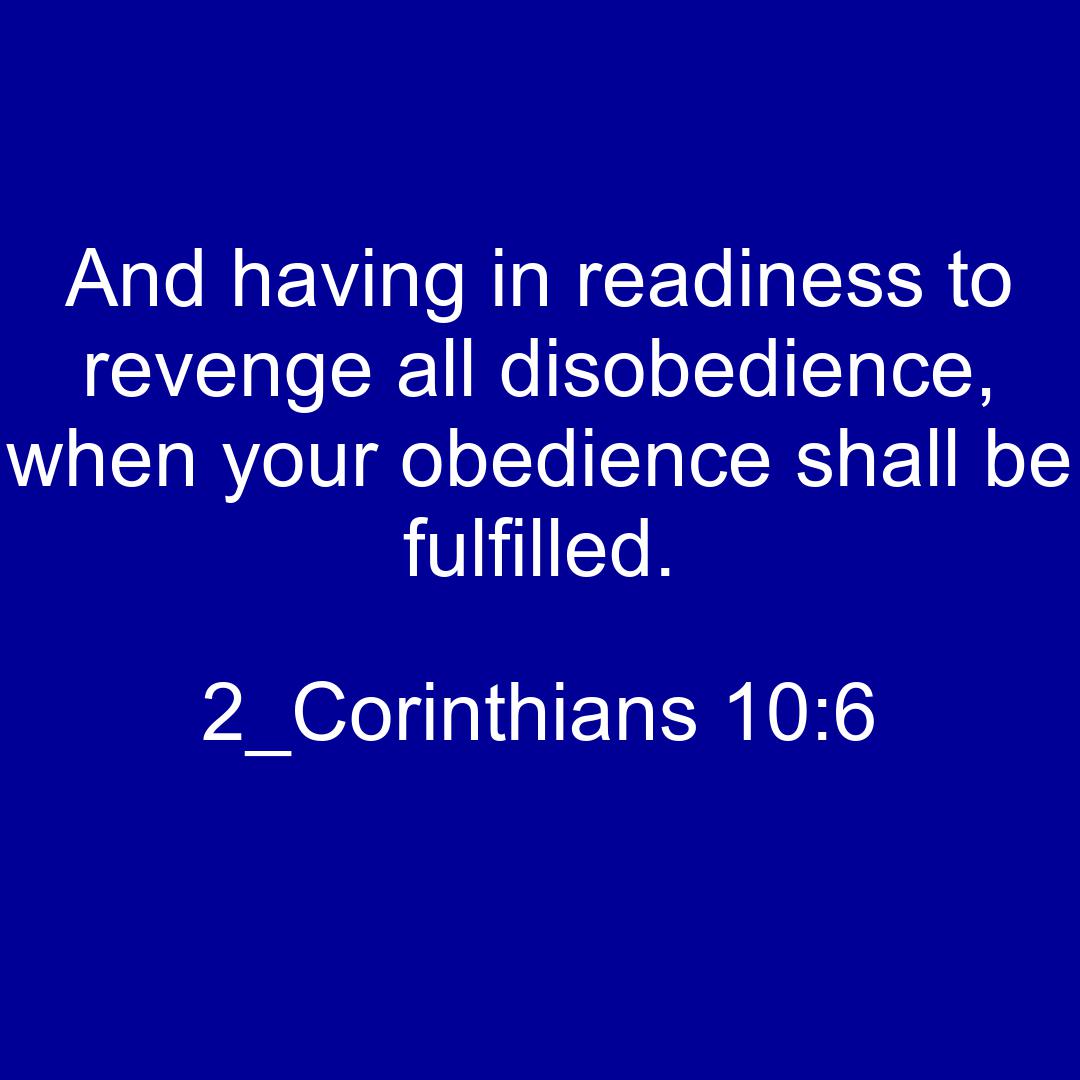 And having in readiness to
revenge all disobedience,
when your obedience shall be
fulfilled.
2_Corinthians 10:6